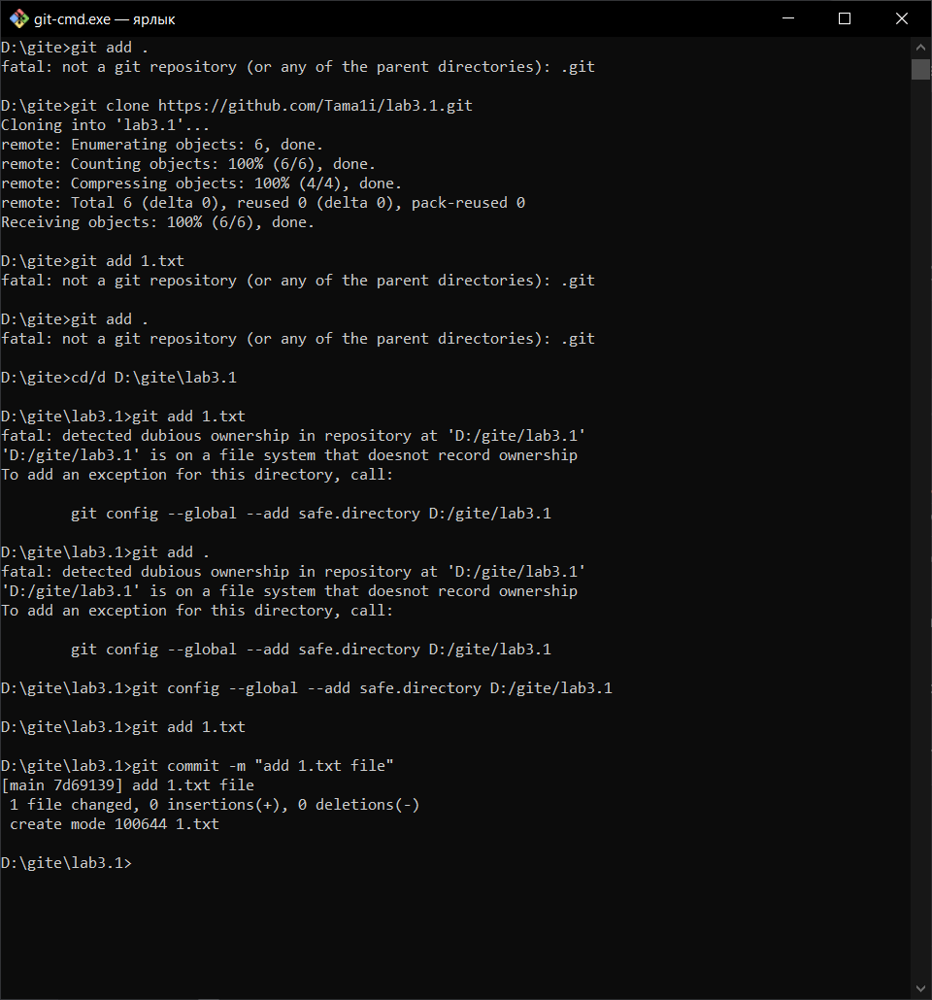 git-cmd.exe — ярлык
D:\gite>git add .
fatal: not a git repository (or any of the parent directories): .git
D:\gite>git clone https://github.com/Tama1i/lab3.1.git
Cloning into 'lab3.1'...
remote: Enumerating objects: 6, done.
remote: Counting objects: 100% (6/6), done.
remote: Compressing objects: 100% (4/4), done.
remote: Total 6 (delta 0), reused 0 (delta 0), pack-reused 0
Receiving objects: 100% (6/6), done.
D:\gite>git add 1.txt
fatal: not a git repository (or any of the parent directories): .git
D:\gite>git add .
fatal: not a git repository (or any of the parent directories): .git
D:\gite>cd/d D:\gite\lab3.1
D:\gite\lab3.1>git add 1.txt
fatal: detected dubious ownership in repository at 'D:/gite/lab3.1'
'D:/gite/lab3.1' is on a file system that doesnot record ownership
To add an exception for this directory, call:
git config --global --add safe.directory D:/gite/lab3.1
D:\gite\lab3.1>git add .
fatal: detected dubious ownership in repository at 'D:/gite/lab3.1'
'D:/gite/lab3.1' is on a file system that doesnot record ownership
To add an exception for this directory, call:
git config --global --add safe.directory D:/gite/lab3.1
D:\gite\lab3.1>git config --global --add safe.directory D:/gite/lab3.1
D:\gite\lab3.1>git add 1.txt
D:\gite\lab3.1>git commit -m "add 1.txt file"
[main 7d69139] add 1.txt file
1 file changed, 0 insertions(+), 0 deletions(-)
create mode 100644 1.txt
D:\gite\lab3.1>